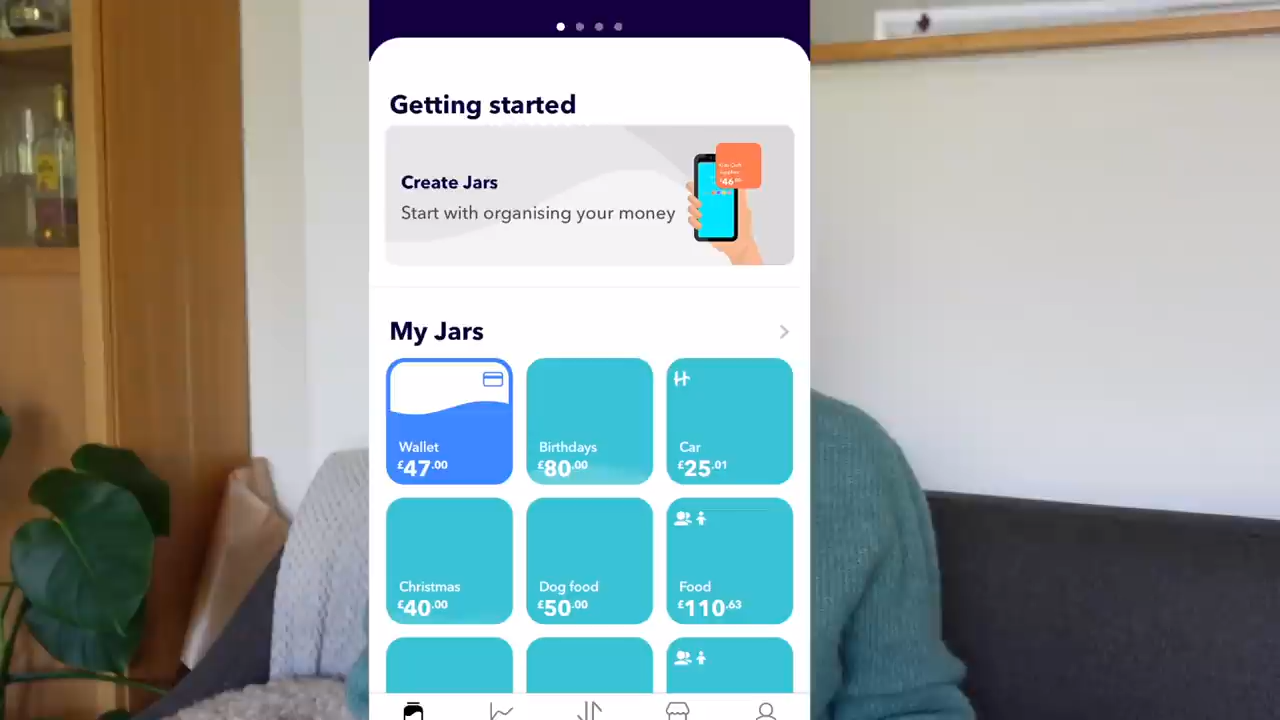 Getting started
Create Jars
Start with organising your money
£46
My Jars
Wallet
£47.00
Birthdays
£80.00
Car
£25.01
Christmas
£40.00
Dog food
£50.00
Food
£110.63